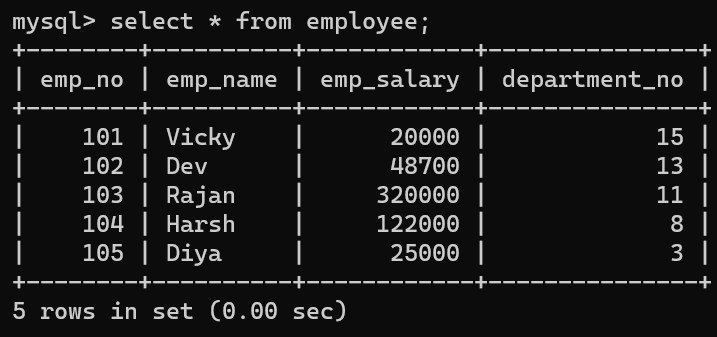 mysql> select * from employee;
+--------+----------+------------+---------------+
| emp_no | emp_name | emp_salary | department_no |
+--------+----------+------------+---------------+
|    101 | Vicky    |      20000 |            15 |
|    102 | Dev      |      48700 |            13 |
|    103 | Rajan    |     320000 |            11 |
|    104 | Harsh    |     122000 |             8 |
|    105 | Diya     |      25000 |             3 |
+--------+----------+------------+---------------+
5 rows in set (0.00 sec)